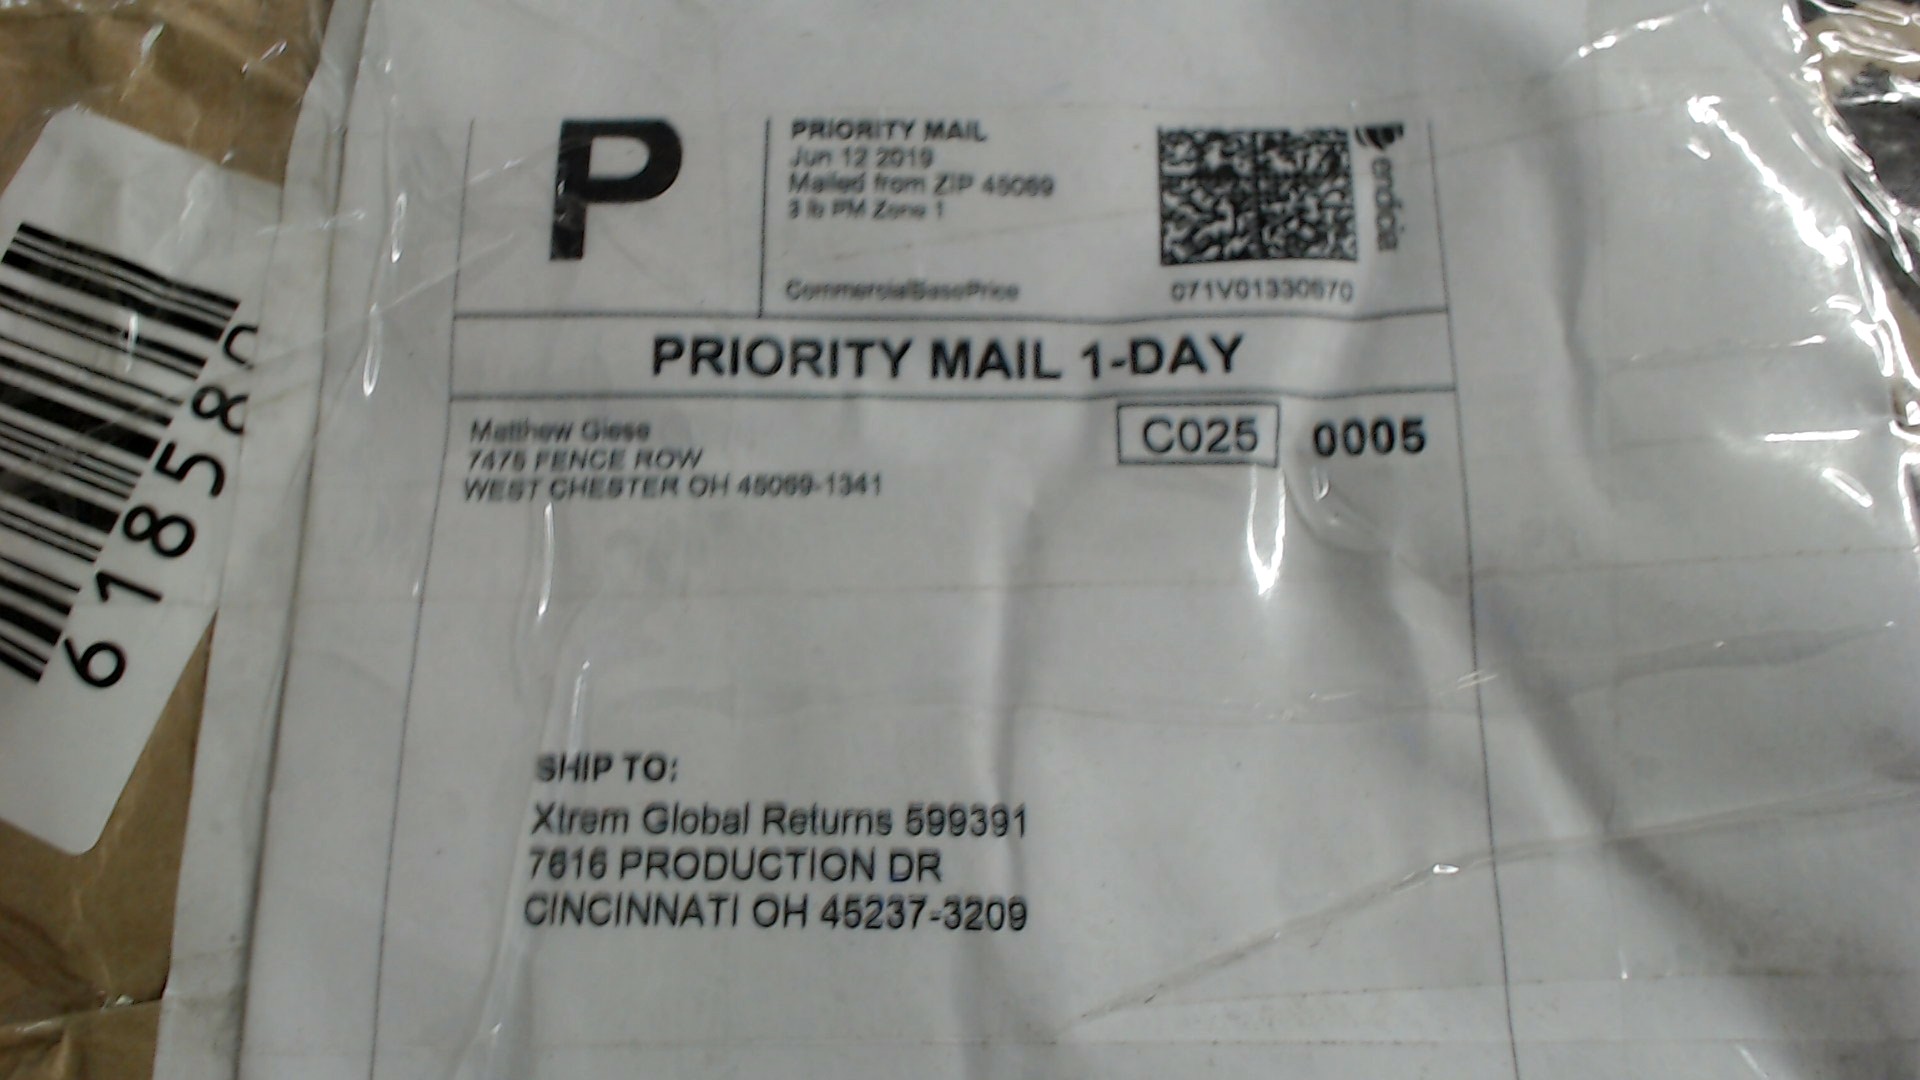 P
PRIORITY MAIL
Jun 12 2019
Mailed from ZIP 45069
3 lb PM Zone 1
CommercialBasePrice
endicia
071V01330670
PRIORITY MAIL 1-DAY
Matthew Giese
7475 FENCE ROW
WEST CHESTER OH 45069-1341
C025 0005
SHIP TO:
Xtrem Global Returns 599391
7616 PRODUCTION DR
CINCINNATI OH 45237-3209
61858